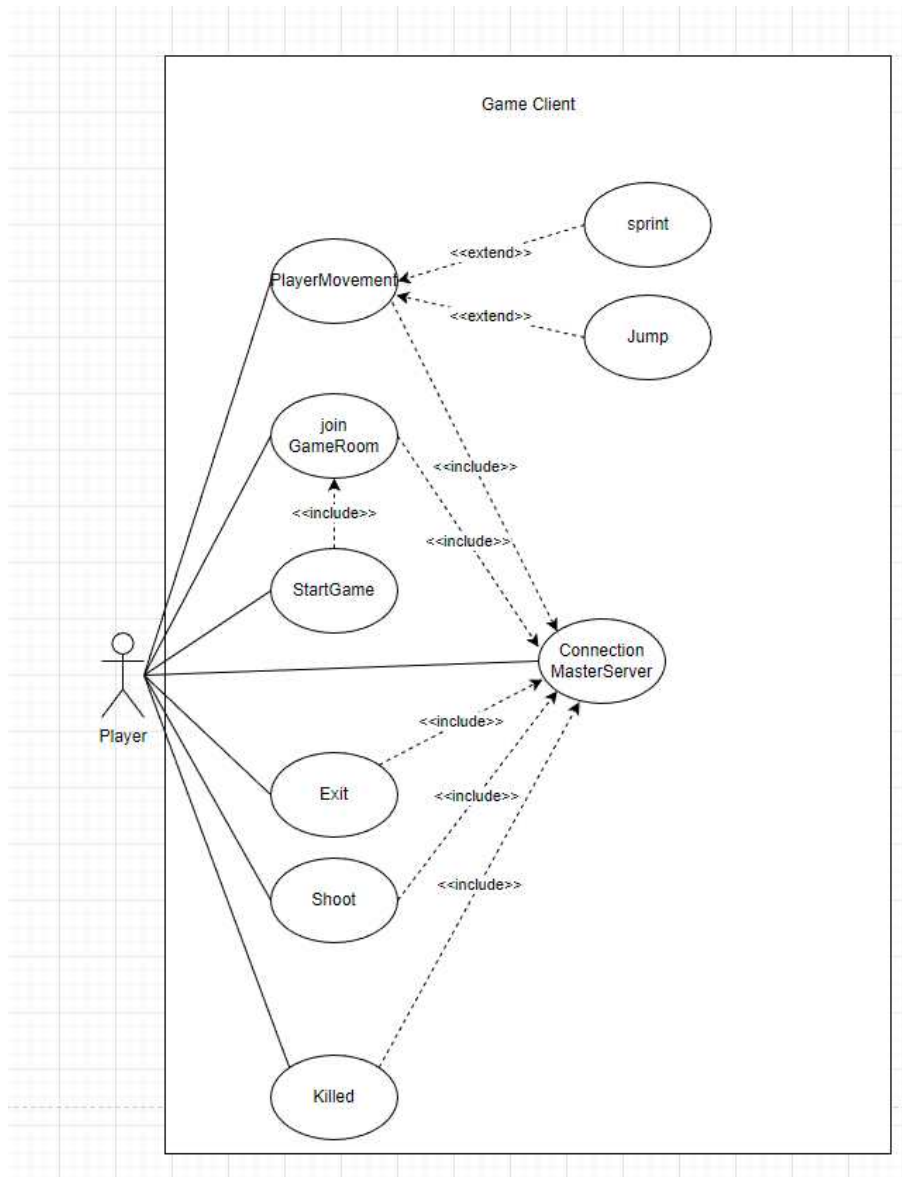 Game Client
sprint
<<extend>>
PlayerMovement
<<extend>>
Jump
join
GameRoom
<<include>>
<<include>>
<<include>>
StartGame
Connection
MasterServer
Player
<<include>>
Exit
<<include>>
Shoot
<<include>>
Killed